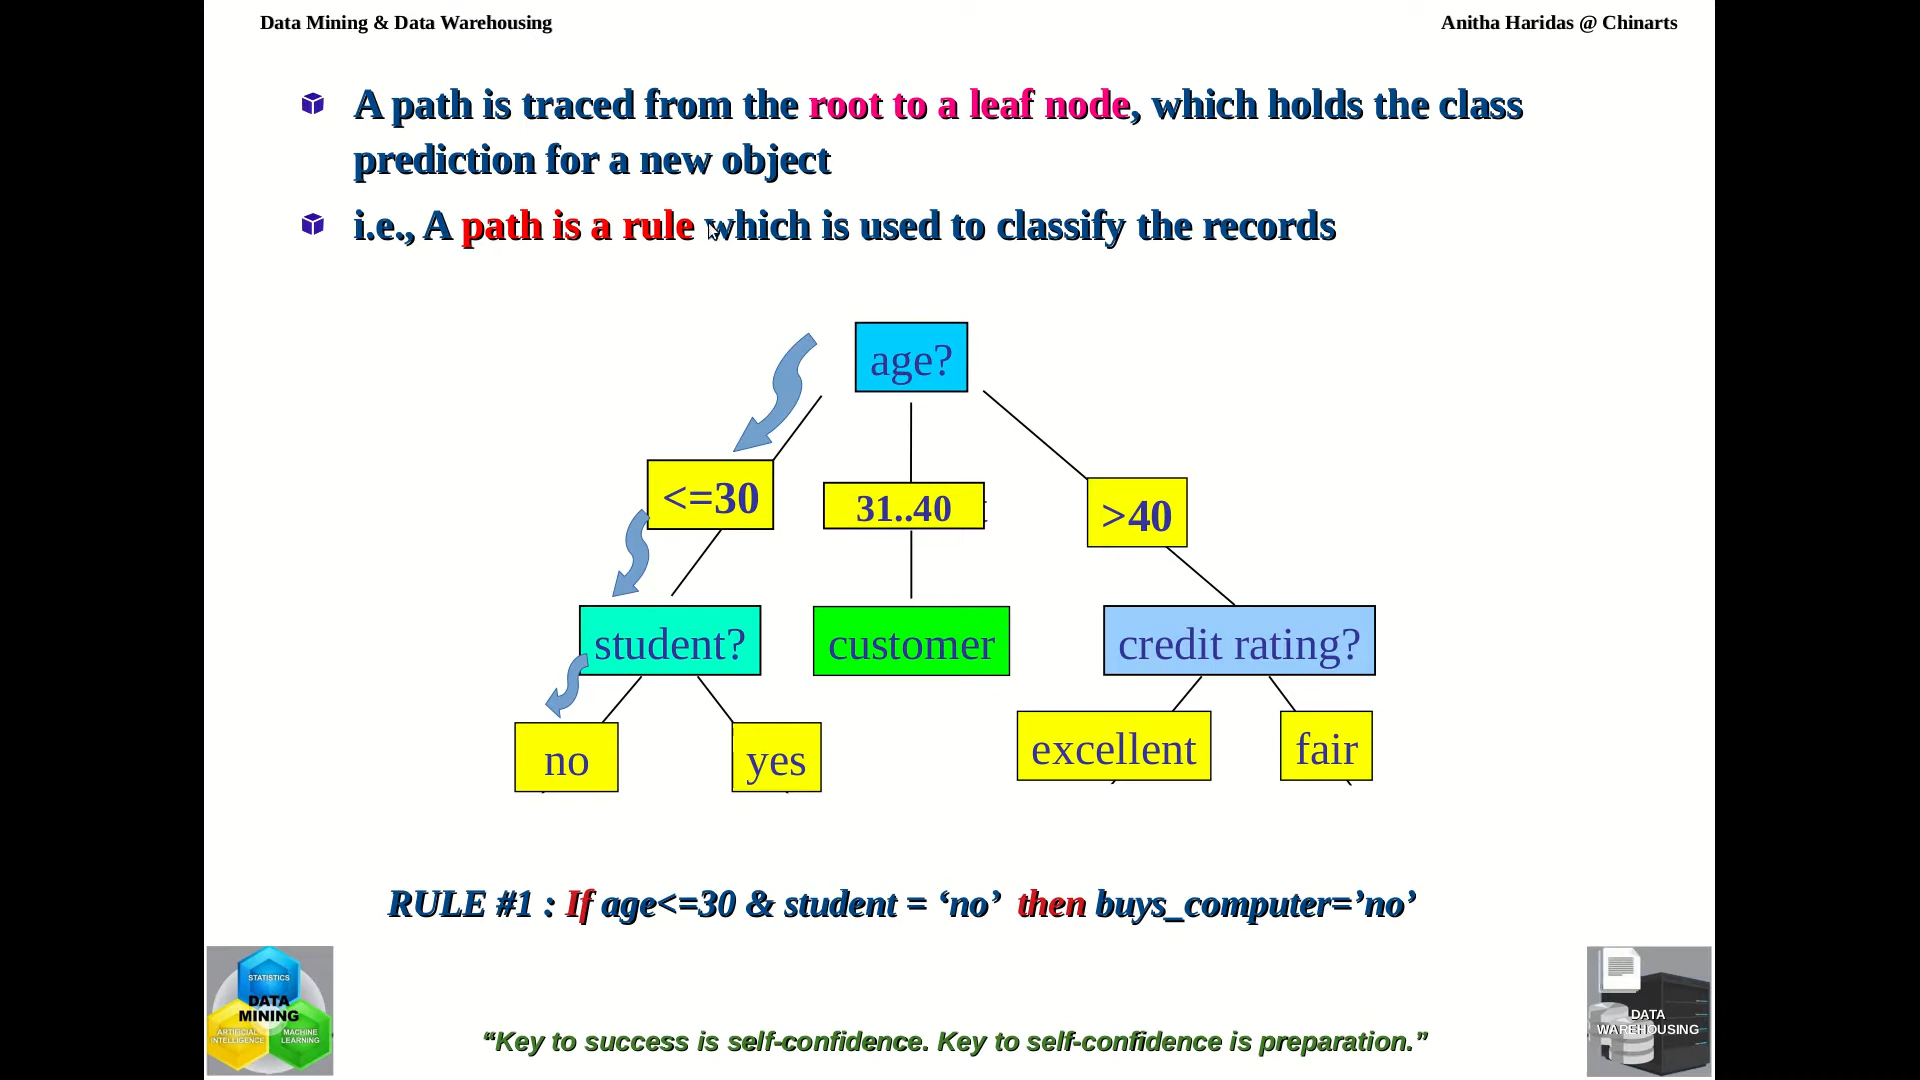 Data Mining & Data Warehousing
Anitha Haridas @ Chinarts
A path is traced from the root to a leaf node, which holds the class
prediction for a new object
i.e., A path is a rule which is used to classify the records
age?
<=30
31..40
>40
student?
customer
credit rating?
no
yes
excellent
fair
RULE #1 : If age<=30 & student = ‘no’ then buys_computer=’no’
STATISTICS
DATA
MINING
ARTIFICIAL
INTELLIGENCE
MACHINE
LEARNING
DATA
WAREHOUSING
“Key to success is self-confidence. Key to self-confidence is preparation.”